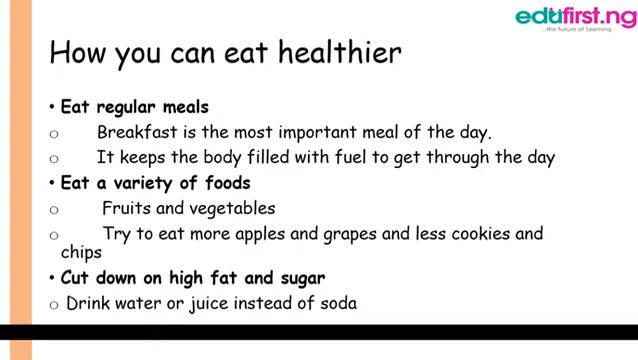 edufirst.ng
...the future of Learning
How you can eat healthier
• Eat regular meals
o Breakfast is the most important meal of the day.
o It keeps the body filled with fuel to get through the day
• Eat a variety of foods
o Fruits and vegetables
o Try to eat more apples and grapes and less cookies and
chips
• Cut down on high fat and sugar
o Drink water or juice instead of soda